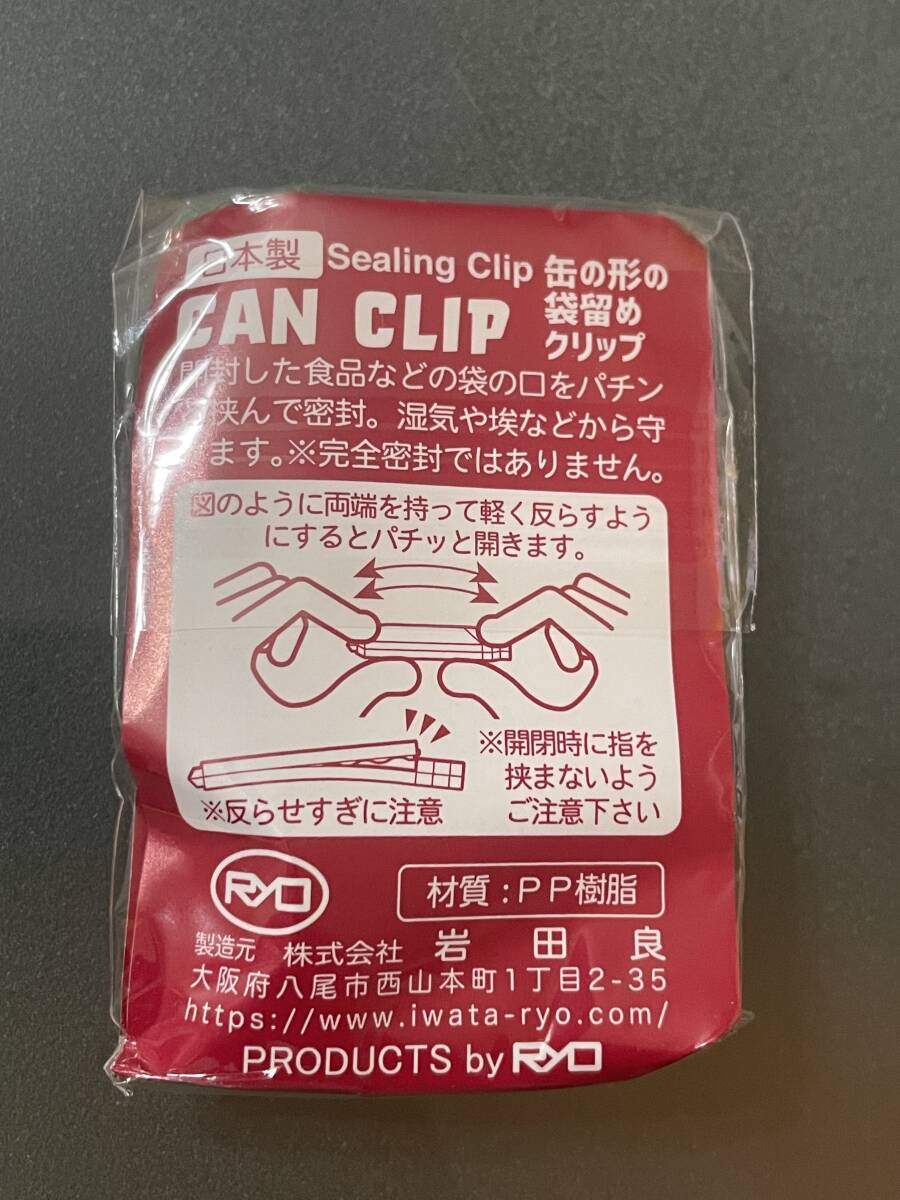 日本製 Sealing Clip 缶の形の
袋留め
クリップ
CAN CLIP
開封した食品などの袋の口をパチン
挟んで密封。湿気や埃などから守
ます。※完全密封ではありません。
図のように両端を持って軽く反らすよう
にするとパチッと開きます。
※開閉時に指を
挟まないよう
ご注意下さい
※反らせすぎに注意
RYO
材質：PP樹脂
製造元 株式会社 岩田良
大阪府八尾市西山本町1丁目2-35
https://www.iwata-ryo.com/
PRODUCTS by RYO